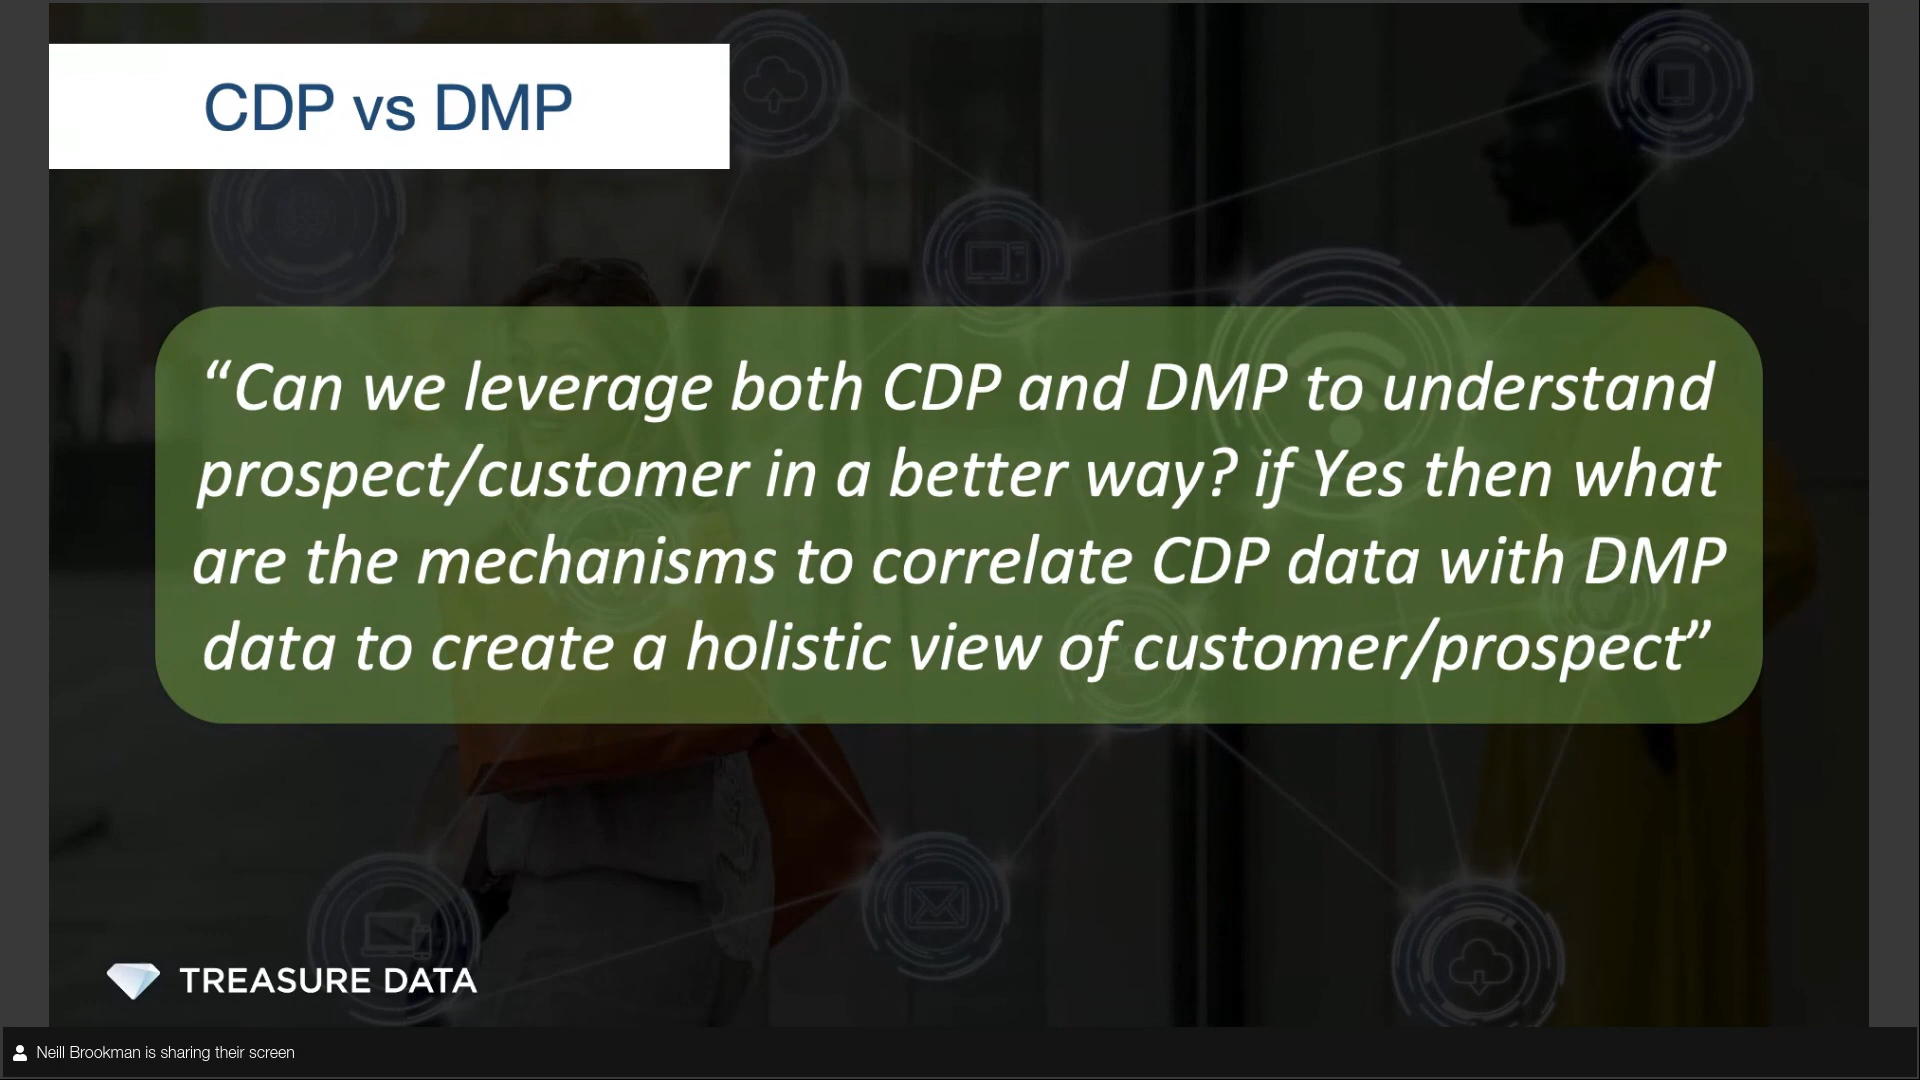 CDP vs DMP
“Can we leverage both CDP and DMP to understand
prospect/customer in a better way? if Yes then what
are the mechanisms to correlate CDP data with DMP
data to create a holistic view of customer/prospect”
TREASURE DATA
Neill Brookman is sharing their screen